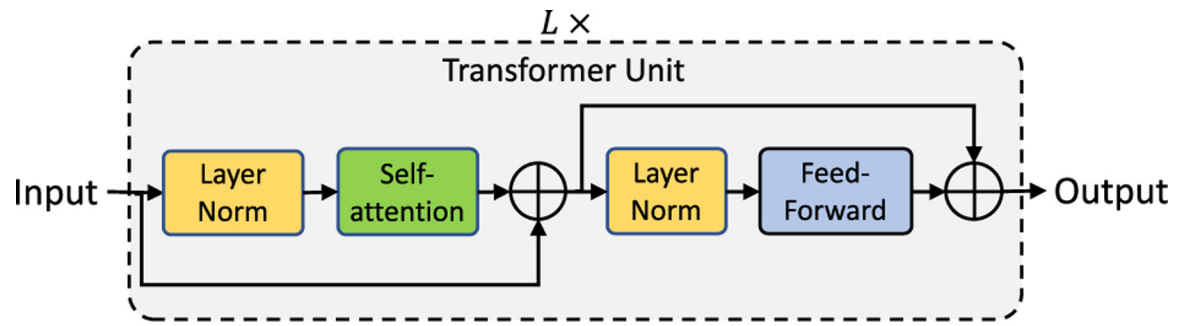 L ×
Transformer Unit
Input
Layer
Norm
Self-
attention
Layer
Norm
Feed-
Forward
Output